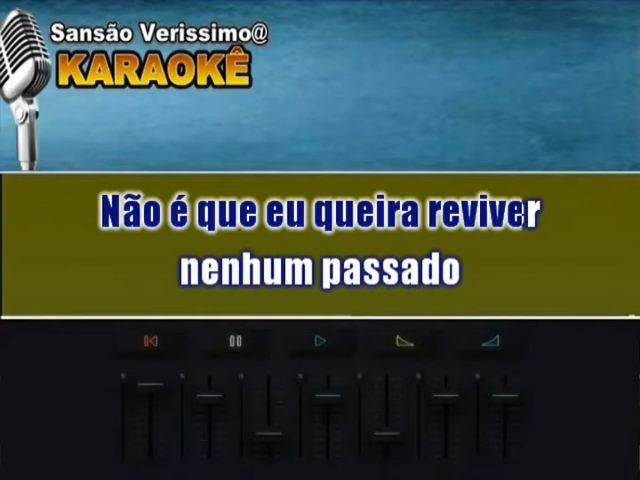 Sansão Verissimo@
KARAOKÊ
Não é que eu queira reviver
nenhum passado